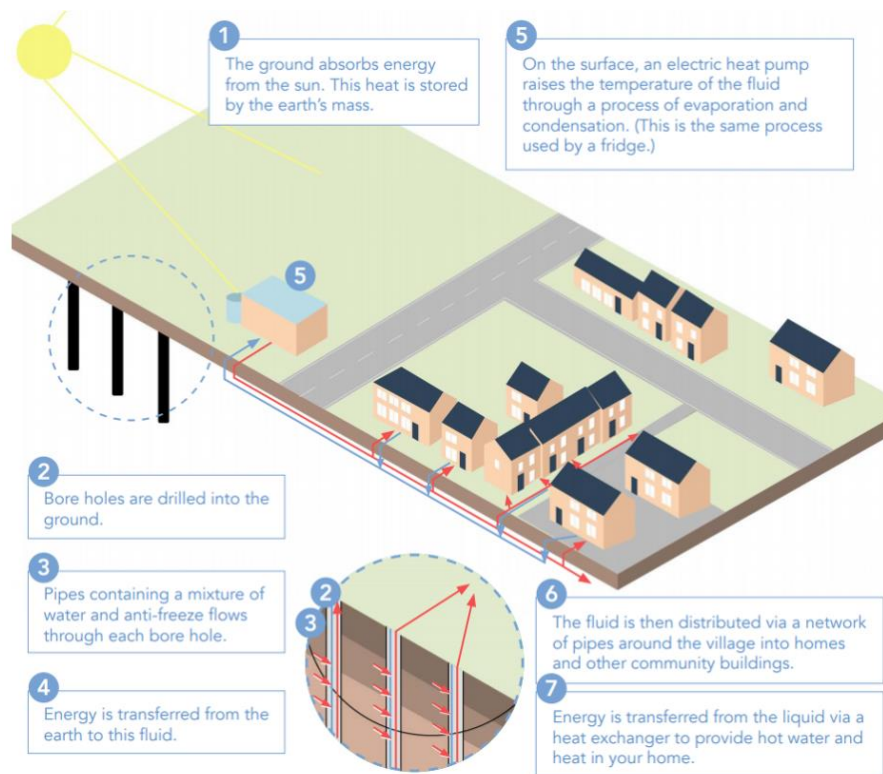 1
The ground absorbs energy
from the sun. This heat is stored
by the earth's mass.
5
On the surface, an electric heat pump
raises the temperature of the fluid
through a process of evaporation and
condensation. (This is the same process
used by a fridge.)
5
2
Bore holes are drilled into the
ground.
3
Pipes containing a mixture of
water and anti-freeze flows
through each bore hole.
4
Energy is transferred from the
earth to this fluid.
2
3
6
The fluid is then distributed via a network
of pipes around the village into homes
and other community buildings.
7
Energy is transferred from the liquid via a
heat exchanger to provide hot water and
heat in your home.